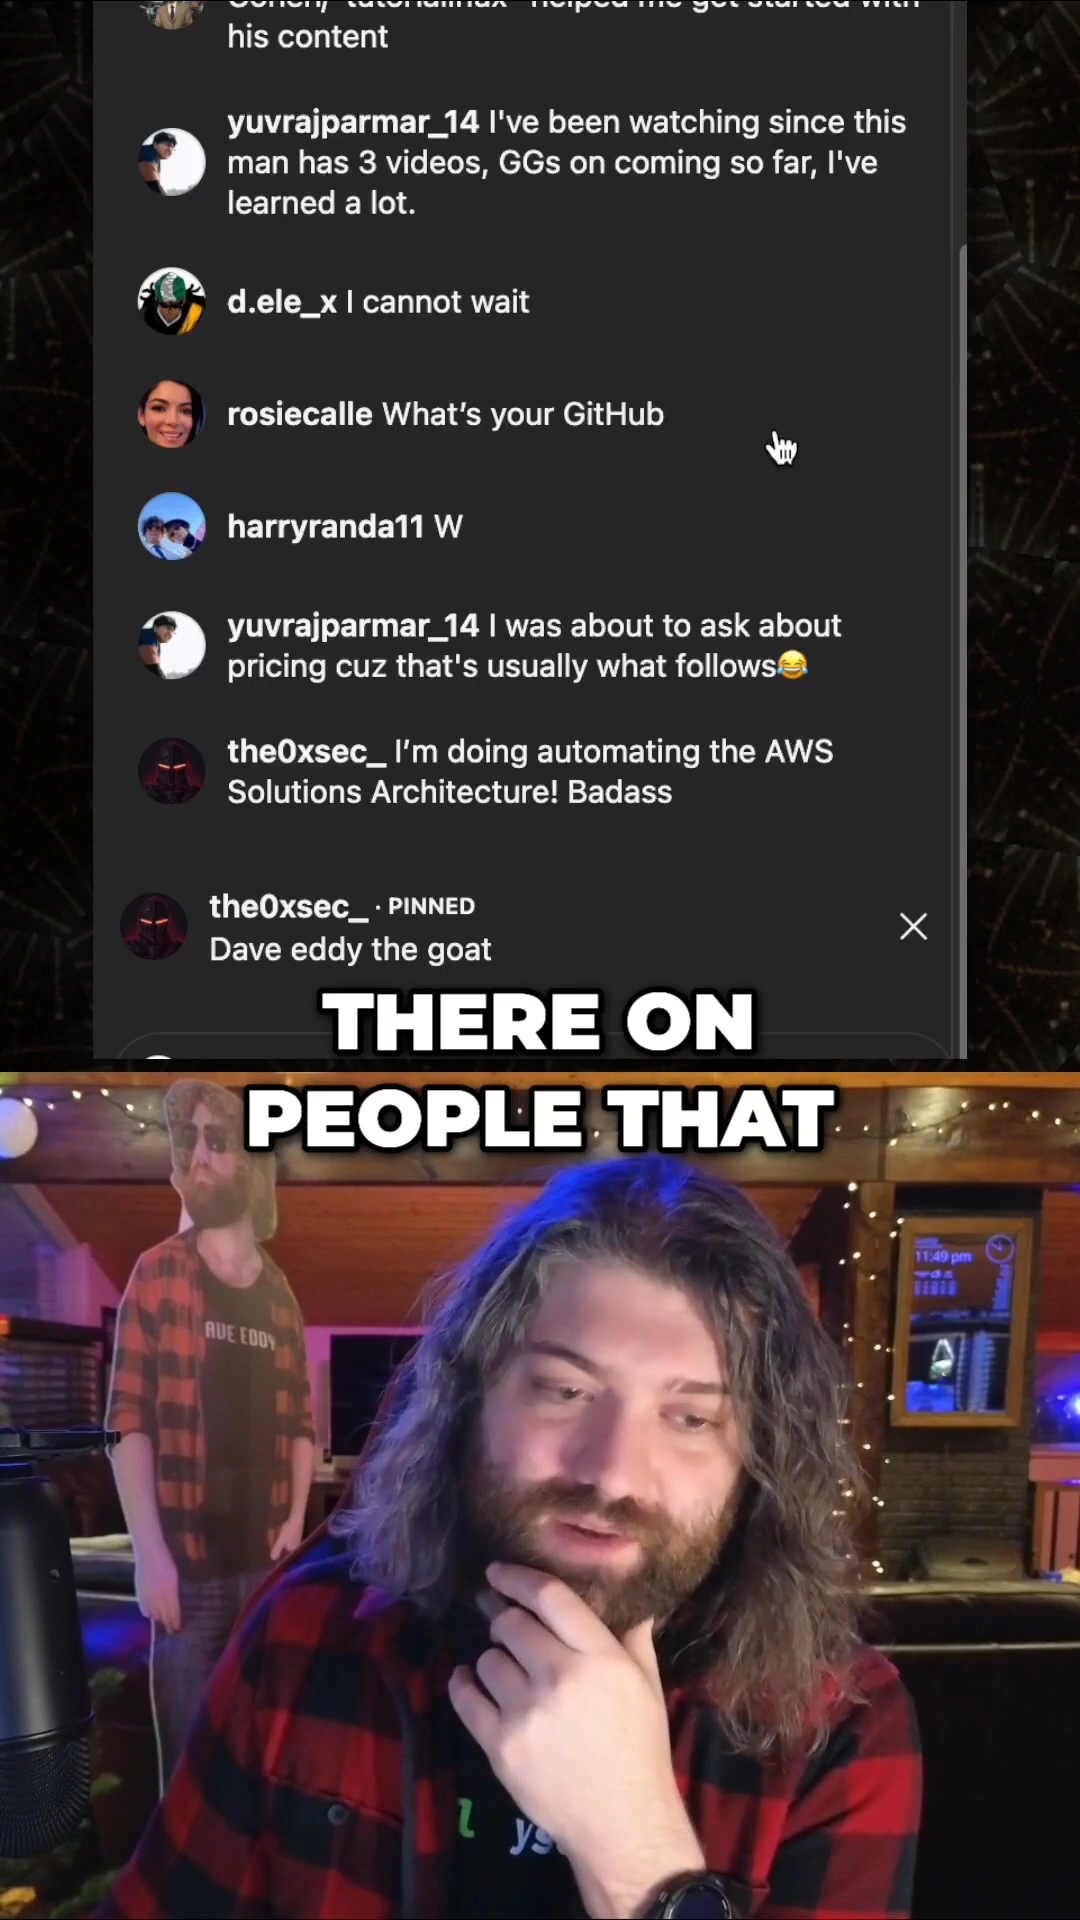 his content
yuvrajparmar_14 I've been watching since this
man has 3 videos, GGs on coming so far, I've
learned a lot.
d.ele_x I cannot wait
rosiecalle What's your GitHub
harryranda11 W
yuvrajparmar_14 I was about to ask about
pricing cuz that's usually what follows😂
the0xsec_ I'm doing automating the AWS
Solutions Architecture! Badass
the0xsec_ · PINNED
Dave eddy the goat
THERE ON
PEOPLE THAT
11:49 pm
AVE EDDY